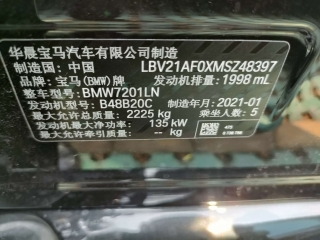 华晨宝马汽车有限公司制造
制造国:中国 LBV21AF0XMSZ48397
品牌:宝马(BMW)牌 发动机排量:1998 mL
整车型号:BMW7201LN
发动机型号:B48B20C 制造年月:2021-01
最大允许总质量:2225 kg 乘坐人数:5
发动机最大净功率:135 kW
最大允许牵引质量:-- kg